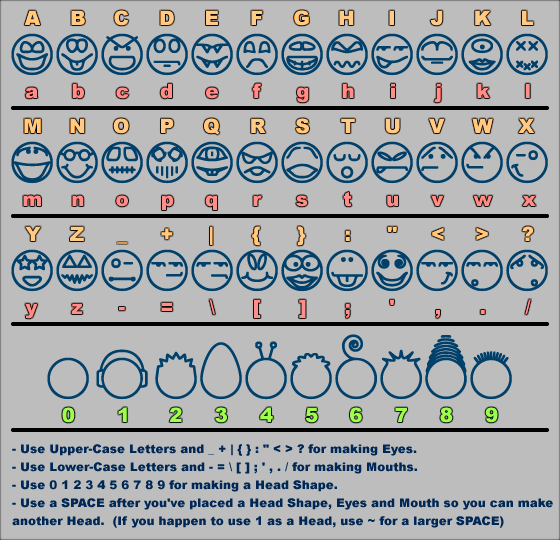 A B C D E F G H I J K L
a b c d e f g h i j k l
M N O P Q R S T U V W X
m n o p q r s t u v w x
Y Z _ + | { } : " < > ?
y z - = \ [ ] ; ' , . /
0 1 2 3 4 5 6 7 8 9
- Use Upper-Case Letters and _ + | { } : " < > ? for making Eyes.
- Use Lower-Case Letters and - = \ [ ] ; ' , . / for making Mouths.
- Use 0 1 2 3 4 5 6 7 8 9 for making a Head Shape.
- Use a SPACE after you've placed a Head Shape, Eyes and Mouth so you can make
another Head. (If you happen to use 1 as a Head, use ~ for a larger SPACE)